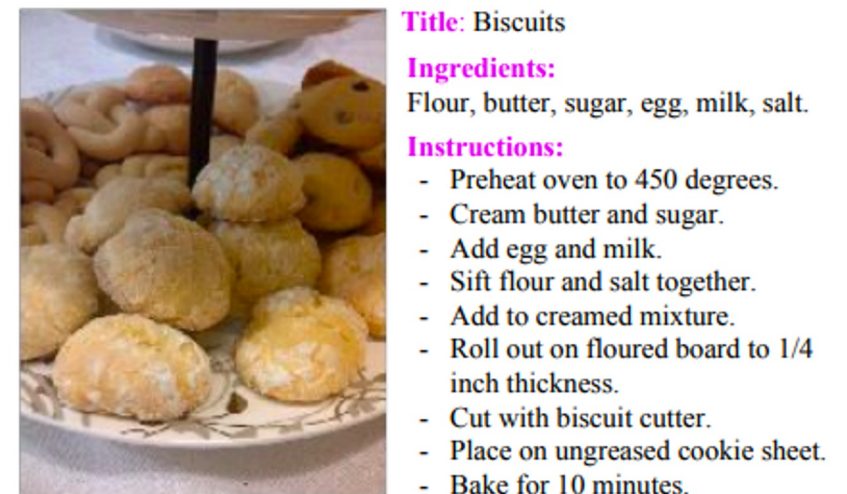 Title: Biscuits
Ingredients:
Flour, butter, sugar, egg, milk, salt.
Instructions:
- Preheat oven to 450 degrees.
- Cream butter and sugar.
- Add egg and milk.
- Sift flour and salt together.
- Add to creamed mixture.
- Roll out on floured board to 1/4
inch thickness.
- Cut with biscuit cutter.
- Place on ungreased cookie sheet.
- Bake for 10 minutes.